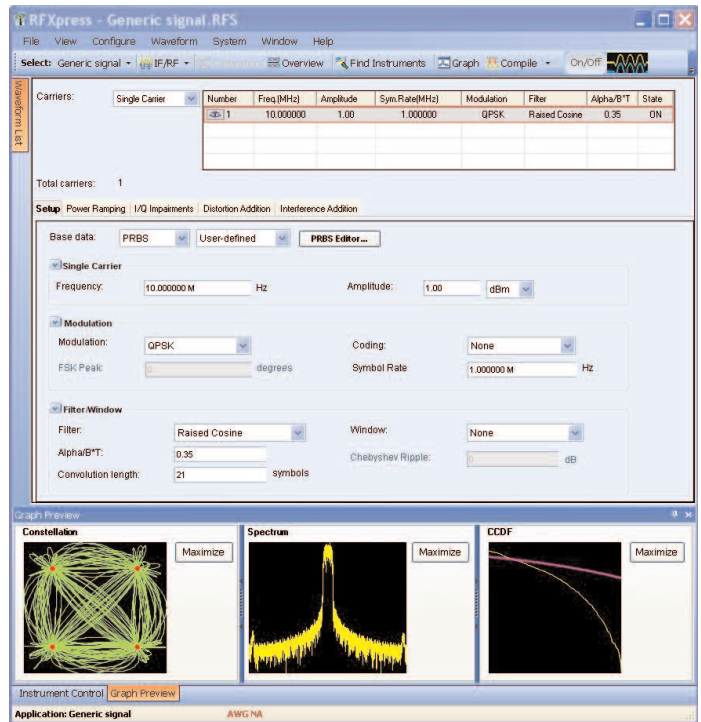 RFXpress - Generic signal.RFS
File View Configure Waveform System Window Help
Select: Generic signal IF/RF Overview Find Instruments Graph Compile On/Off
Waveform List
Carriers: Single Carrier
Number Freq.(MHz) Amplitude Sym.Rate(MHz) Modulation Filter Alpha/B*T State
1 10.000000 1.00 1.000000 QPSK Raised Cosine 0.35 ON
Total carriers: 1
Setup Power Ramping I/Q Impairments Distortion Addition Interference Addition
Base data: PRBS User-defined PRBS Editor...
Single Carrier
Frequency: 10.000000 M Hz Amplitude: 1.00 dBm
Modulation
Modulation: QPSK Coding: None
FSK Peak: 0 degrees Symbol Rate 1.000000 M Hz
Filter/Window
Filter: Raised Cosine Window: None
Alpha/B*T: 0.35 Chebyshev Ripple: 0 dB
Convolution length: 21 symbols
Graph Preview
Constellation Maximize Spectrum Maximize CCDF Maximize
Instrument Control Graph Preview
Application: Generic signal AWG NA